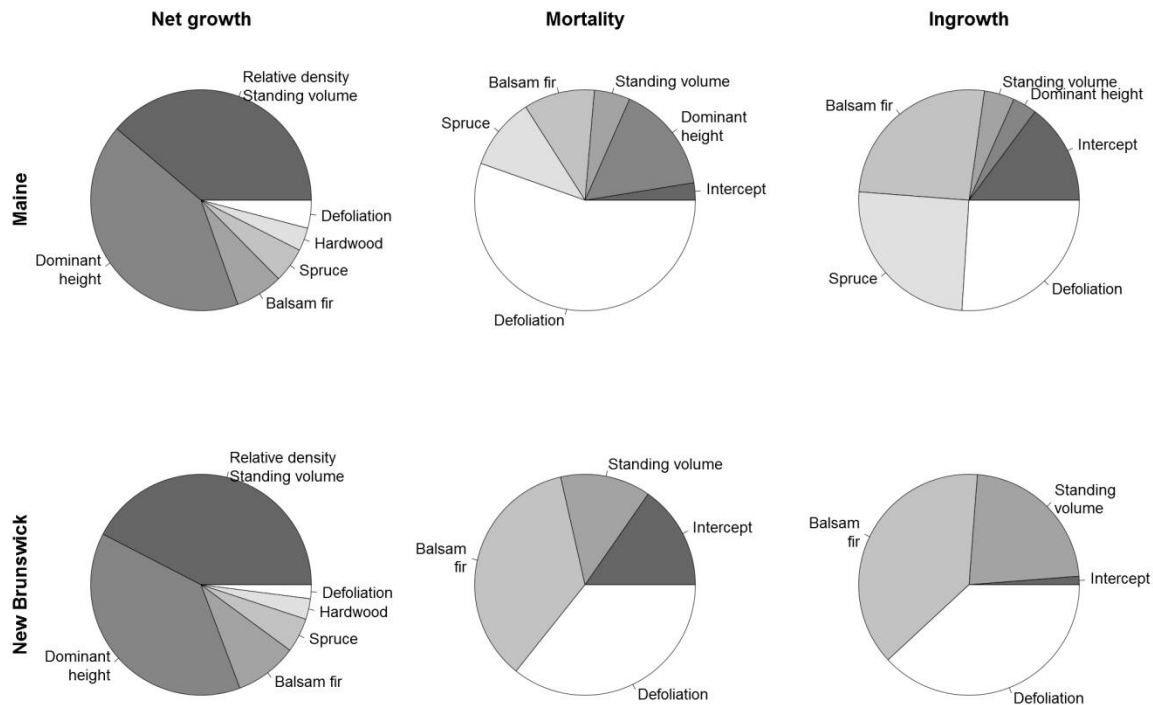 Net growth
Mortality
Ingrowth
Maine
Relative density
Standing volume
Dominant
height
Balsam fir
Spruce
Hardwood
Defoliation
Balsam fir
Standing volume
Spruce
Dominant
height
Intercept
Defoliation
Standing volume
Dominant height
Balsam fir
Intercept
Spruce
Defoliation
New Brunswick
Relative density
Standing volume
Dominant
height
Balsam fir
Spruce
Hardwood
Defoliation
Standing volume
Intercept
Balsam
fir
Defoliation
Standing
volume
Balsam
fir
Intercept
Defoliation